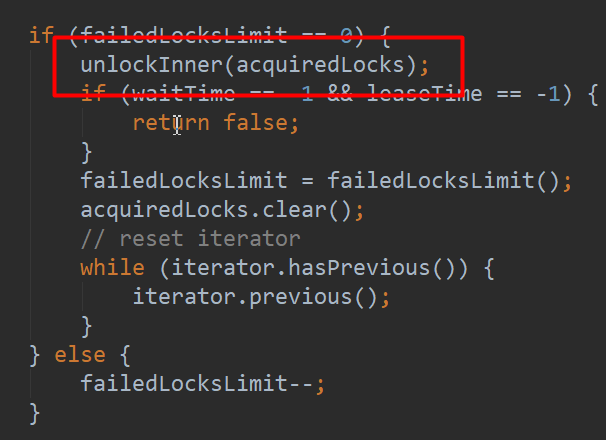 if (failedLocksLimit == 0) {
unlockInner(acquiredLocks);
if (waitTime == 1 && leaseTime == -1) {
return false;
}
failedLocksLimit = failedLocksLimit();
acquiredLocks.clear();
// reset iterator
while (iterator.hasPrevious()) {
iterator.previous();
}
} else {
failedLocksLimit--;
}